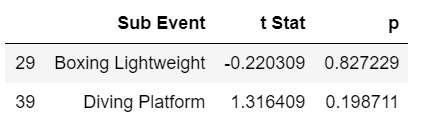 Sub Event t Stat p
29 Boxing Lightweight -0.220309 0.827229
39 Diving Platform 1.316409 0.198711